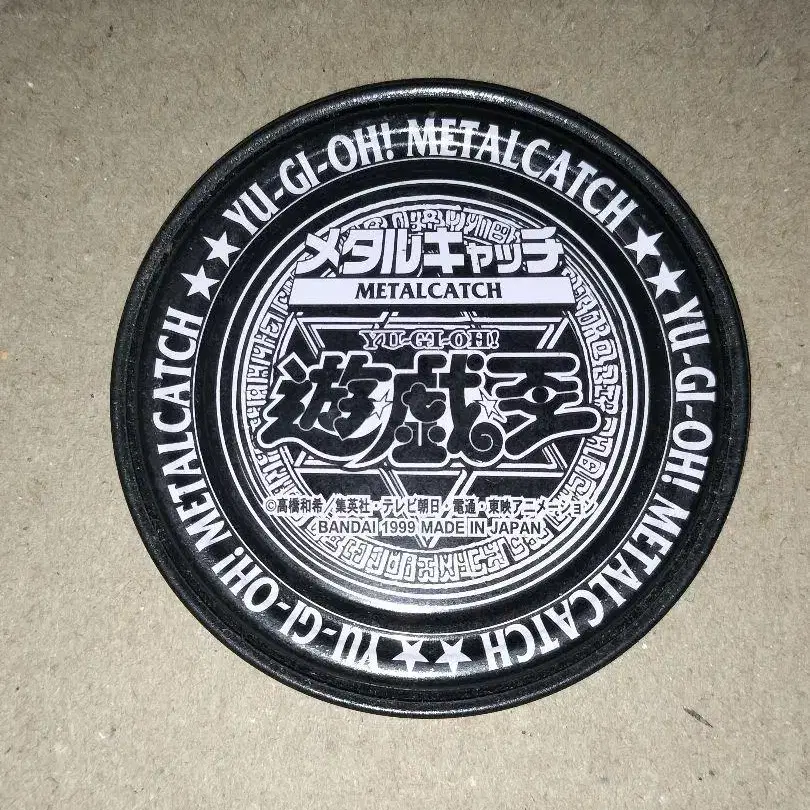 YU-GI-OH! METALCATCH ★★ YU-GI-OH! METALCATCH ★★ YU-GI-OH! METALCATCH ★★
メタルキャッチ
METALCATCH
YU-GI-OH!
遊戯王
©高橋和希／集英社・テレビ朝日・電通・東映アニメーション
BANDAI 1999 MADE IN JAPAN